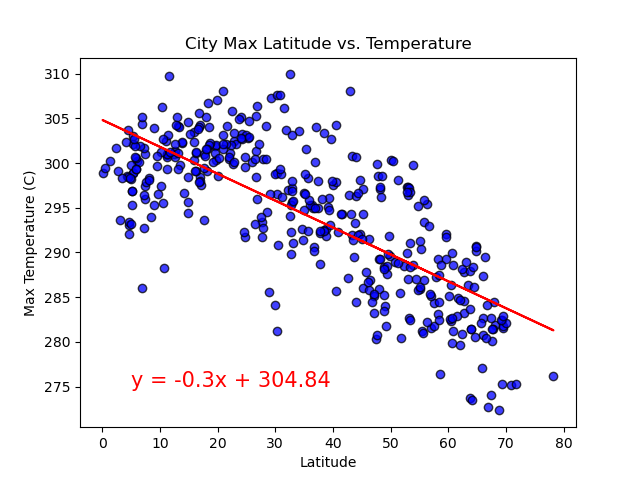 City Max Latitude vs. Temperature
310
305
300
295
290
285
280
275
Max Temperature (C)
y = -0.3x + 304.84
0 10 20 30 40 50 60 70 80
Latitude